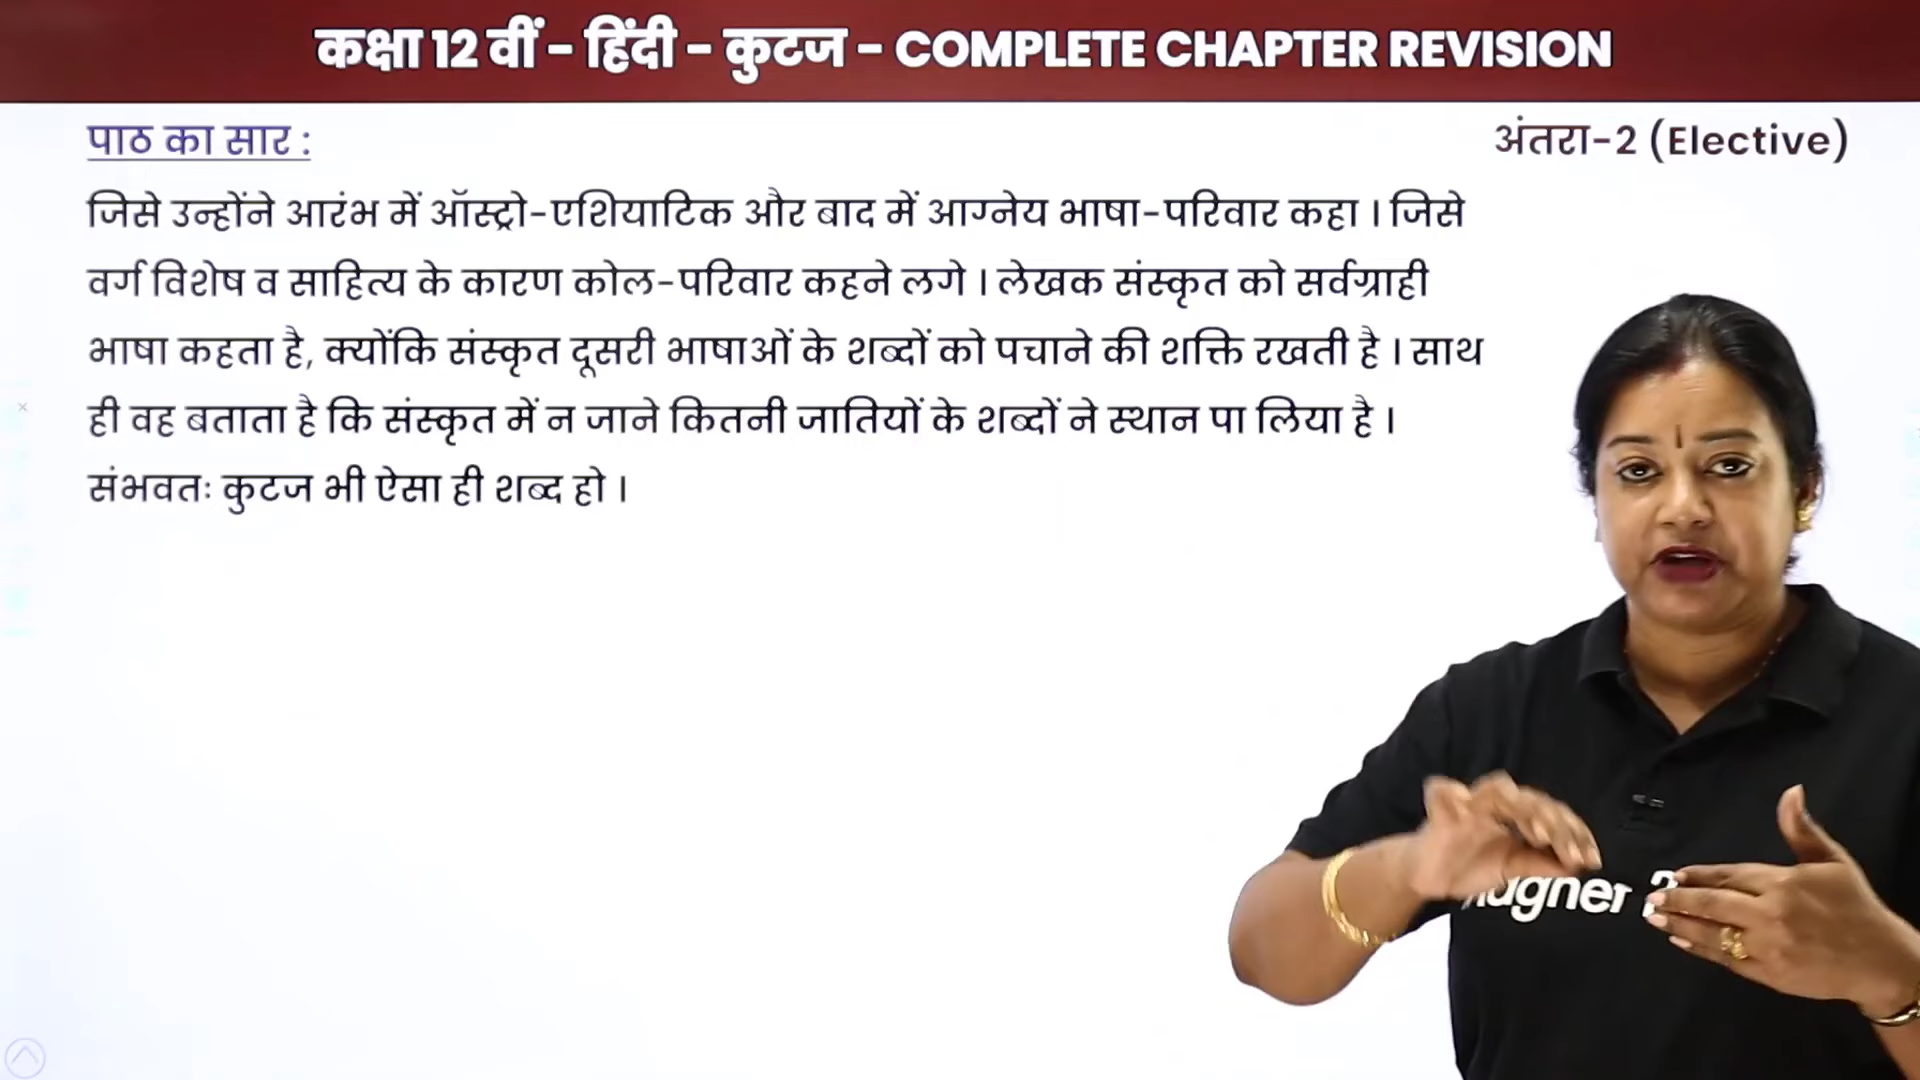 कक्षा 12 वीं - हिंदी - कुटज - COMPLETE CHAPTER REVISION
पाठ का सार :
अंतरा-2 (Elective)
जिसे उन्होंने आरंभ में ऑस्ट्रो-एशियाटिक और बाद में आग्नेय भाषा-परिवार कहा । जिसे
वर्ग विशेष व साहित्य के कारण कोल-परिवार कहने लगे । लेखक संस्कृत को सर्वग्राही
भाषा कहता है, क्योंकि संस्कृत दूसरी भाषाओं के शब्दों को पचाने की शक्ति रखती है । साथ
ही वह बताता है कि संस्कृत में न जाने कितनी जातियों के शब्दों ने स्थान पा लिया है ।
संभवतः कुटज भी ऐसा ही शब्द हो ।